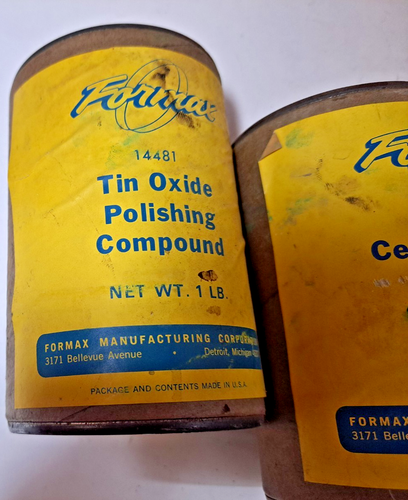 Formax
14481
Tin Oxide
Polishing
Compound
NET WT. 1 LB.
FORMAX MANUFACTURING
3171 Bellevue Avenue • Detroit, Michigan
PACKAGE AND CONTENTS MADE IN U.S.A.
Fo
Ce
FORMAX
3171 Belle